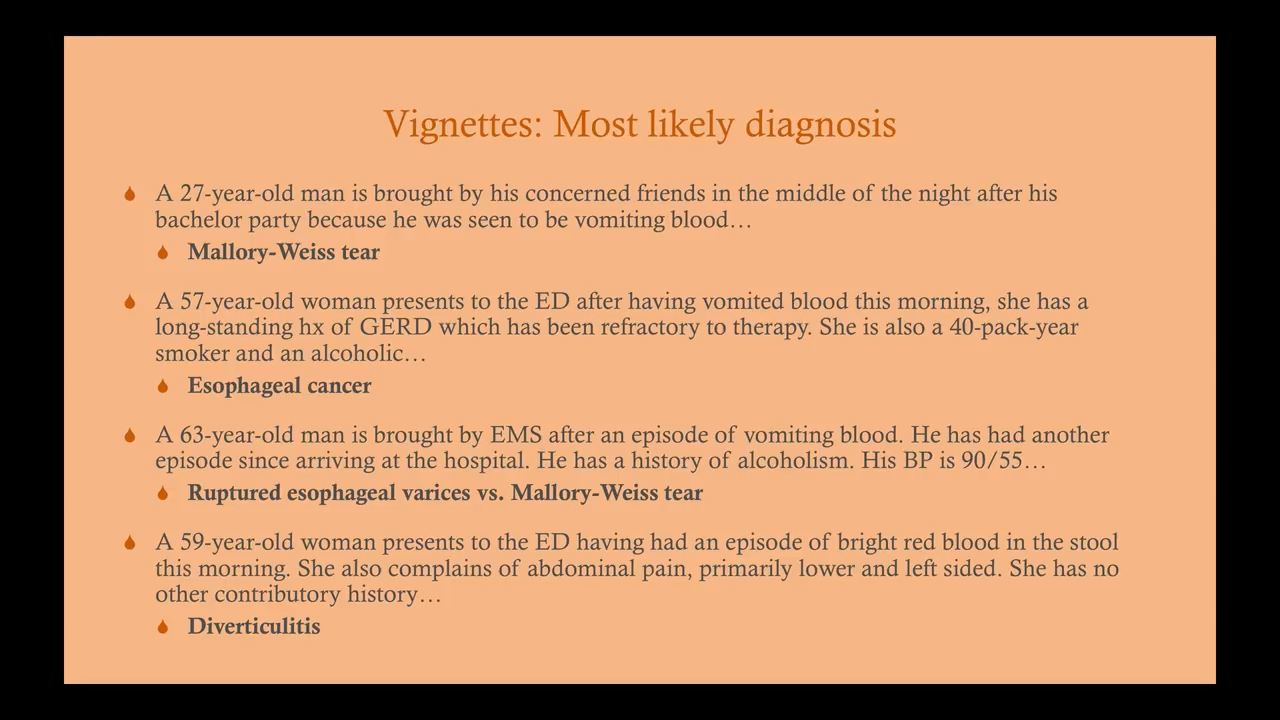 Vignettes: Most likely diagnosis
A 27-year-old man is brought by his concerned friends in the middle of the night after his
bachelor party because he was seen to be vomiting blood…
Mallory-Weiss tear
A 57-year-old woman presents to the ED after having vomited blood this morning, she has a
long-standing hx of GERD which has been refractory to therapy. She is also a 40-pack-year
smoker and an alcoholic…
Esophageal cancer
A 63-year-old man is brought by EMS after an episode of vomiting blood. He has had another
episode since arriving at the hospital. He has a history of alcoholism. His BP is 90/55…
Ruptured esophageal varices vs. Mallory-Weiss tear
A 59-year-old woman presents to the ED having had an episode of bright red blood in the stool
this morning. She also complains of abdominal pain, primarily lower and left sided. She has no
other contributory history…
Diverticulitis